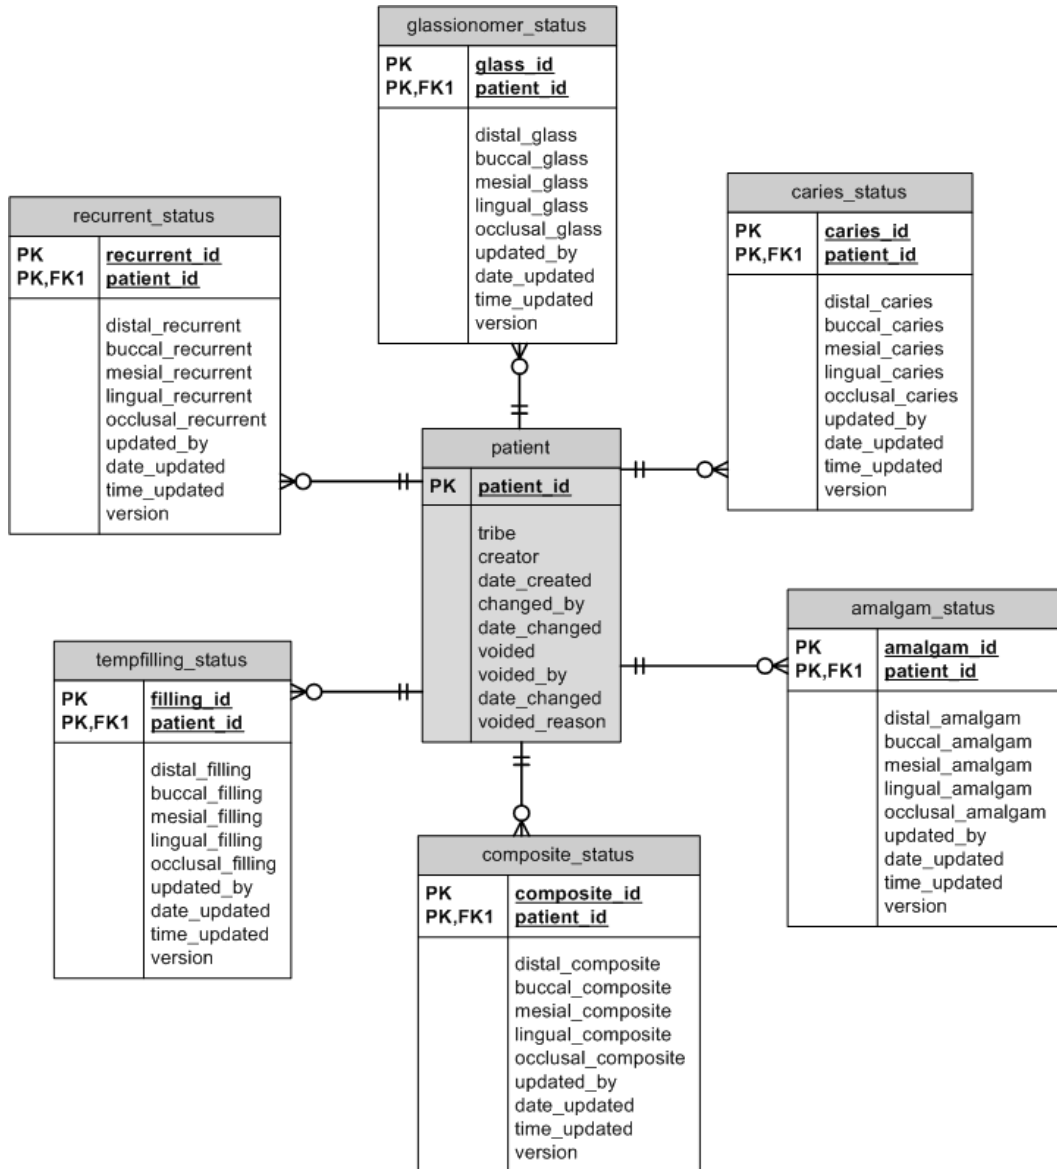 glassionomer_status
PK glass_id
PK,FK1 patient_id
distal_glass
buccal_glass
mesial_glass
lingual_glass
occlusal_glass
updated_by
date_updated
time_updated
version
recurrent_status
PK recurrent_id
PK,FK1 patient_id
distal_recurrent
buccal_recurrent
mesial_recurrent
lingual_recurrent
occlusal_recurrent
updated_by
date_updated
time_updated
version
caries_status
PK caries_id
PK,FK1 patient_id
distal_caries
buccal_caries
mesial_caries
lingual_caries
occlusal_caries
updated_by
date_updated
time_updated
version
patient
PK patient_id
tribe
creator
date_created
changed_by
date_changed
voided
voided_by
date_changed
voided_reason
tempfilling_status
PK filling_id
PK,FK1 patient_id
distal_filling
buccal_filling
mesial_filling
lingual_filling
occlusal_filling
updated_by
date_updated
time_updated
version
amalgam_status
PK amalgam_id
PK,FK1 patient_id
distal_amalgam
buccal_amalgam
mesial_amalgam
lingual_amalgam
occlusal_amalgam
updated_by
date_updated
time_updated
version
composite_status
PK composite_id
PK,FK1 patient_id
distal_composite
buccal_composite
mesial_composite
lingual_composite
occlusal_composite
updated_by
date_updated
time_updated
version